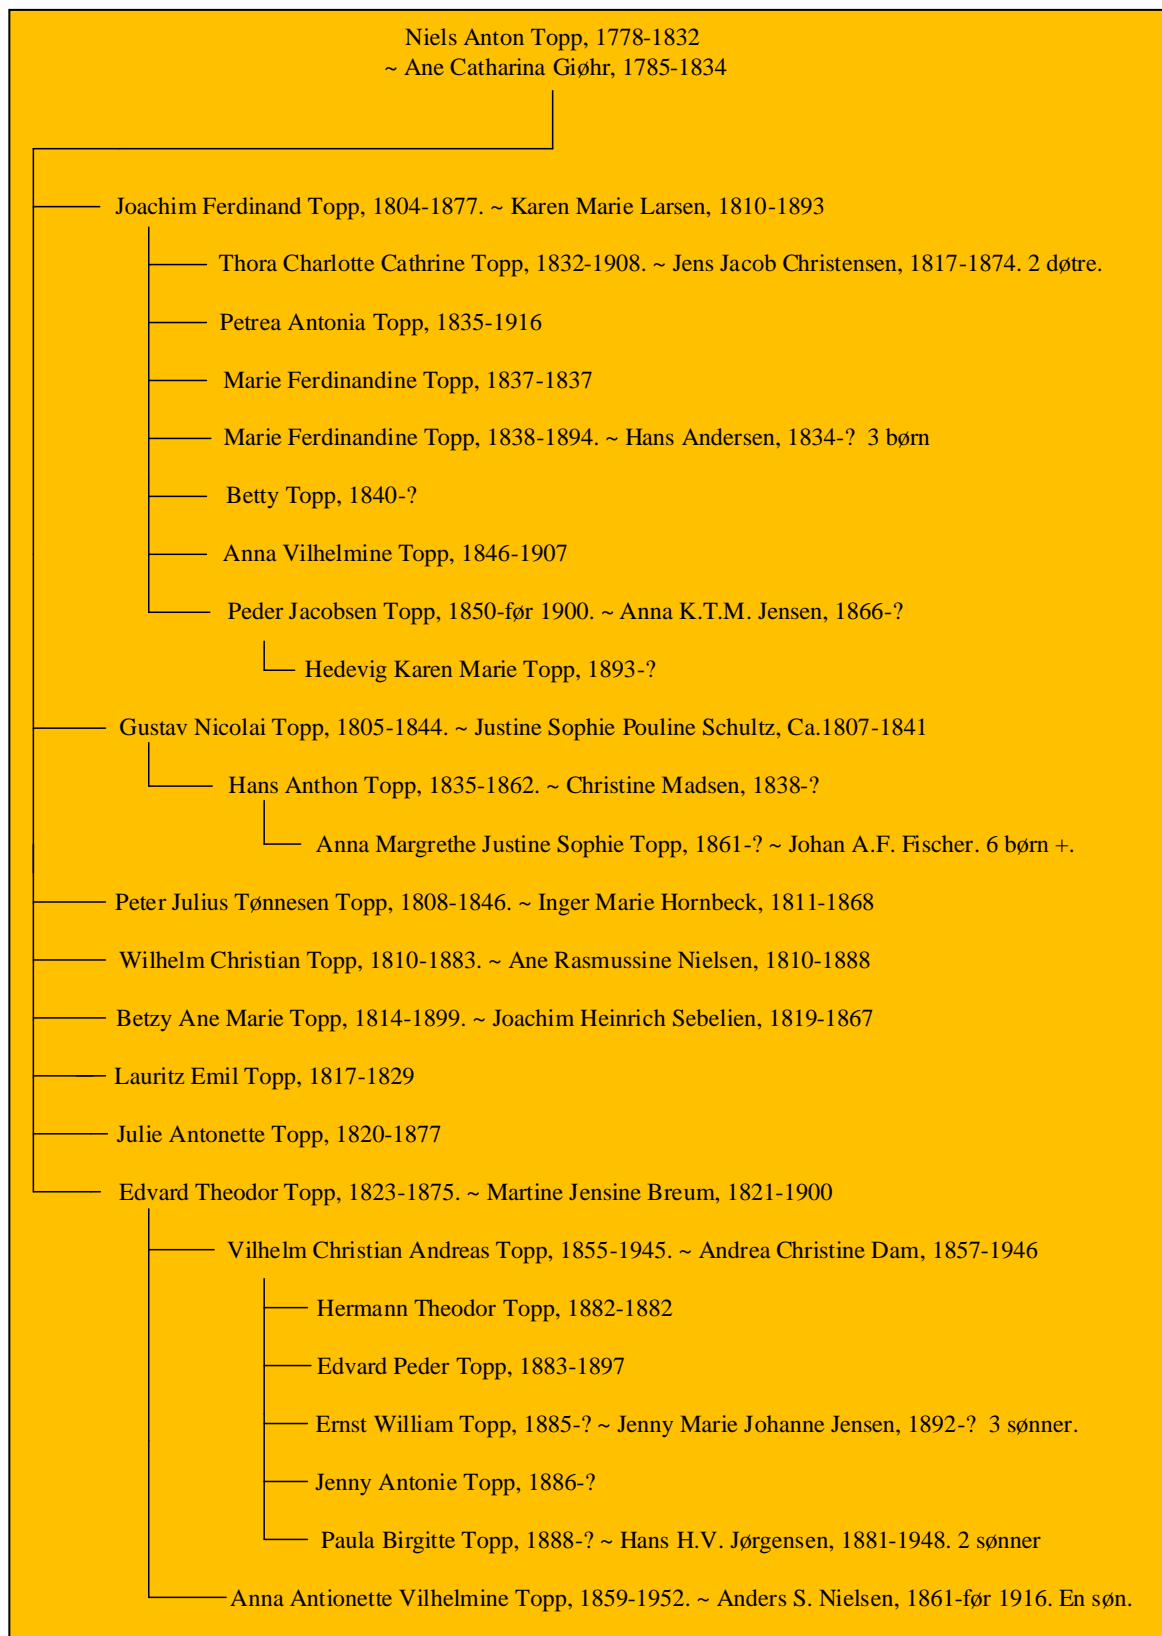 Niels Anton Topp, 1778-1832
~ Ane Catharina Giøhr, 1785-1834
Joachim Ferdinand Topp, 1804-1877. ~ Karen Marie Larsen, 1810-1893
Thora Charlotte Cathrine Topp, 1832-1908. ~ Jens Jacob Christensen, 1817-1874. 2 døtre.
Petrea Antonia Topp, 1835-1916
Marie Ferdinandine Topp, 1837-1837
Marie Ferdinandine Topp, 1838-1894. ~ Hans Andersen, 1834-? 3 børn
Betty Topp, 1840-?
Anna Vilhelmine Topp, 1846-1907
Peder Jacobsen Topp, 1850-før 1900. ~ Anna K.T.M. Jensen, 1866-?
Hedevig Karen Marie Topp, 1893-?
Gustav Nicolai Topp, 1805-1844. ~ Justine Sophie Pouline Schultz, Ca.1807-1841
Hans Anthon Topp, 1835-1862. ~ Christine Madsen, 1838-?
Anna Margrethe Justine Sophie Topp, 1861-? ~ Johan A.F. Fischer. 6 børn +.
Peter Julius Tønnesen Topp, 1808-1846. ~ Inger Marie Hornbeck, 1811-1868
Wilhelm Christian Topp, 1810-1883. ~ Ane Rasmussine Nielsen, 1810-1888
Betzy Ane Marie Topp, 1814-1899. ~ Joachim Heinrich Sebelien, 1819-1867
Lauritz Emil Topp, 1817-1829
Julie Antonette Topp, 1820-1877
Edvard Theodor Topp, 1823-1875. ~ Martine Jensine Breum, 1821-1900
Vilhelm Christian Andreas Topp, 1855-1945. ~ Andrea Christine Dam, 1857-1946
Hermann Theodor Topp, 1882-1882
Edvard Peder Topp, 1883-1897
Ernst William Topp, 1885-? ~ Jenny Marie Johanne Jensen, 1892-? 3 sønner.
Jenny Antonie Topp, 1886-?
Paula Birgitte Topp, 1888-? ~ Hans H.V. Jørgensen, 1881-1948. 2 sønner
Anna Antionette Vilhelmine Topp, 1859-1952. ~ Anders S. Nielsen, 1861-før 1916. En søn.